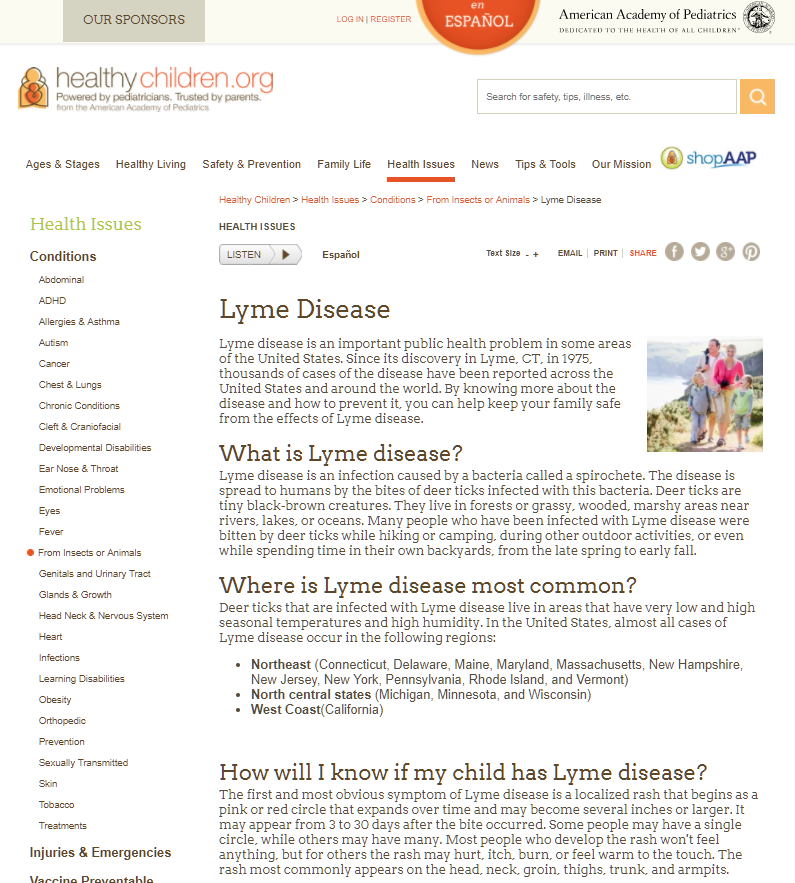 OUR SPONSORS
LOG IN | REGISTER
en
ESPAÑOL
American Academy of Pediatrics
DEDICATED TO THE HEALTH OF ALL CHILDREN
healthychildren.org
Powered by pediatricians. Trusted by parents.
from the American Academy of Pediatrics
Search for safety, tips, illness, etc.
Ages & Stages Healthy Living Safety & Prevention Family Life Health Issues News Tips & Tools Our Mission shopAAP
Healthy Children > Health Issues > Conditions > From Insects or Animals > Lyme Disease
Health Issues
Conditions
Abdominal
ADHD
Allergies & Asthma
Autism
Cancer
Chest & Lungs
Chronic Conditions
Cleft & Craniofacial
Developmental Disabilities
Ear Nose & Throat
Emotional Problems
Eyes
Fever
From Insects or Animals
Genitals and Urinary Tract
Glands & Growth
Head Neck & Nervous System
Heart
Infections
Learning Disabilities
Obesity
Orthopedic
Prevention
Sexually Transmitted
Skin
Tobacco
Treatments
Injuries & Emergencies
Vaccine Preventable
HEALTH ISSUES
LISTEN Español Text Size - + EMAIL | PRINT | SHARE
Lyme Disease
Lyme disease is an important public health problem in some areas
of the United States. Since its discovery in Lyme, CT, in 1975,
thousands of cases of the disease have been reported across the
United States and around the world. By knowing more about the
disease and how to prevent it, you can help keep your family safe
from the effects of Lyme disease.
What is Lyme disease?
Lyme disease is an infection caused by a bacteria called a spirochete. The disease is
spread to humans by the bites of deer ticks infected with this bacteria. Deer ticks are
tiny black-brown creatures. They live in forests or grassy, wooded, marshy areas near
rivers, lakes, or oceans. Many people who have been infected with Lyme disease were
bitten by deer ticks while hiking or camping, during other outdoor activities, or even
while spending time in their own backyards, from the late spring to early fall.
Where is Lyme disease most common?
Deer ticks that are infected with Lyme disease live in areas that have very low and high
seasonal temperatures and high humidity. In the United States, almost all cases of
Lyme disease occur in the following regions:
• Northeast (Connecticut, Delaware, Maine, Maryland, Massachusetts, New Hampshire,
New Jersey, New York, Pennsylvania, Rhode Island, and Vermont)
• North central states (Michigan, Minnesota, and Wisconsin)
• West Coast(California)
How will I know if my child has Lyme disease?
The first and most obvious symptom of Lyme disease is a localized rash that begins as a
pink or red circle that expands over time and may become several inches or larger. It
may appear from 3 to 30 days after the bite occurred. Some people may have a single
circle, while others may have many. Most people who develop the rash won't feel
anything, but for others the rash may hurt, itch, burn, or feel warm to the touch. The
rash most commonly appears on the head, neck, groin, thighs, trunk, and armpits.